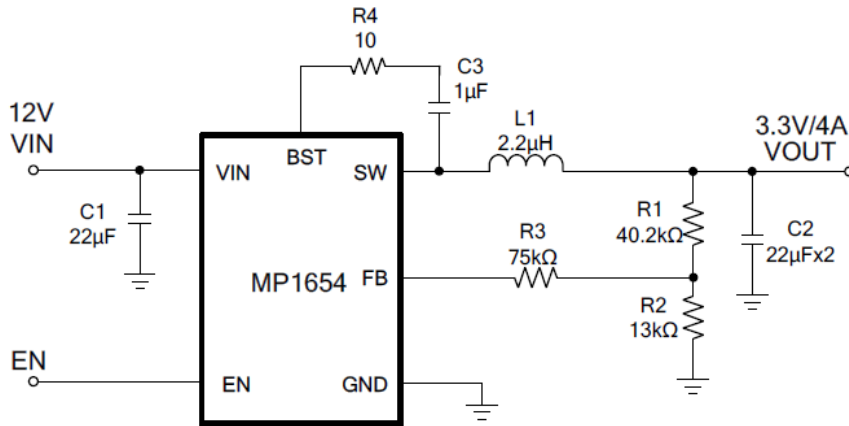 R4
10
C3
1µF
12V
VIN
L1
2.2µH
3.3V/4A
VOUT
VIN
BST
SW
C1
22µF
R1
40.2kΩ
C2
22µFx2
R3
75kΩ
MP1654
FB
R2
13kΩ
EN
EN
GND